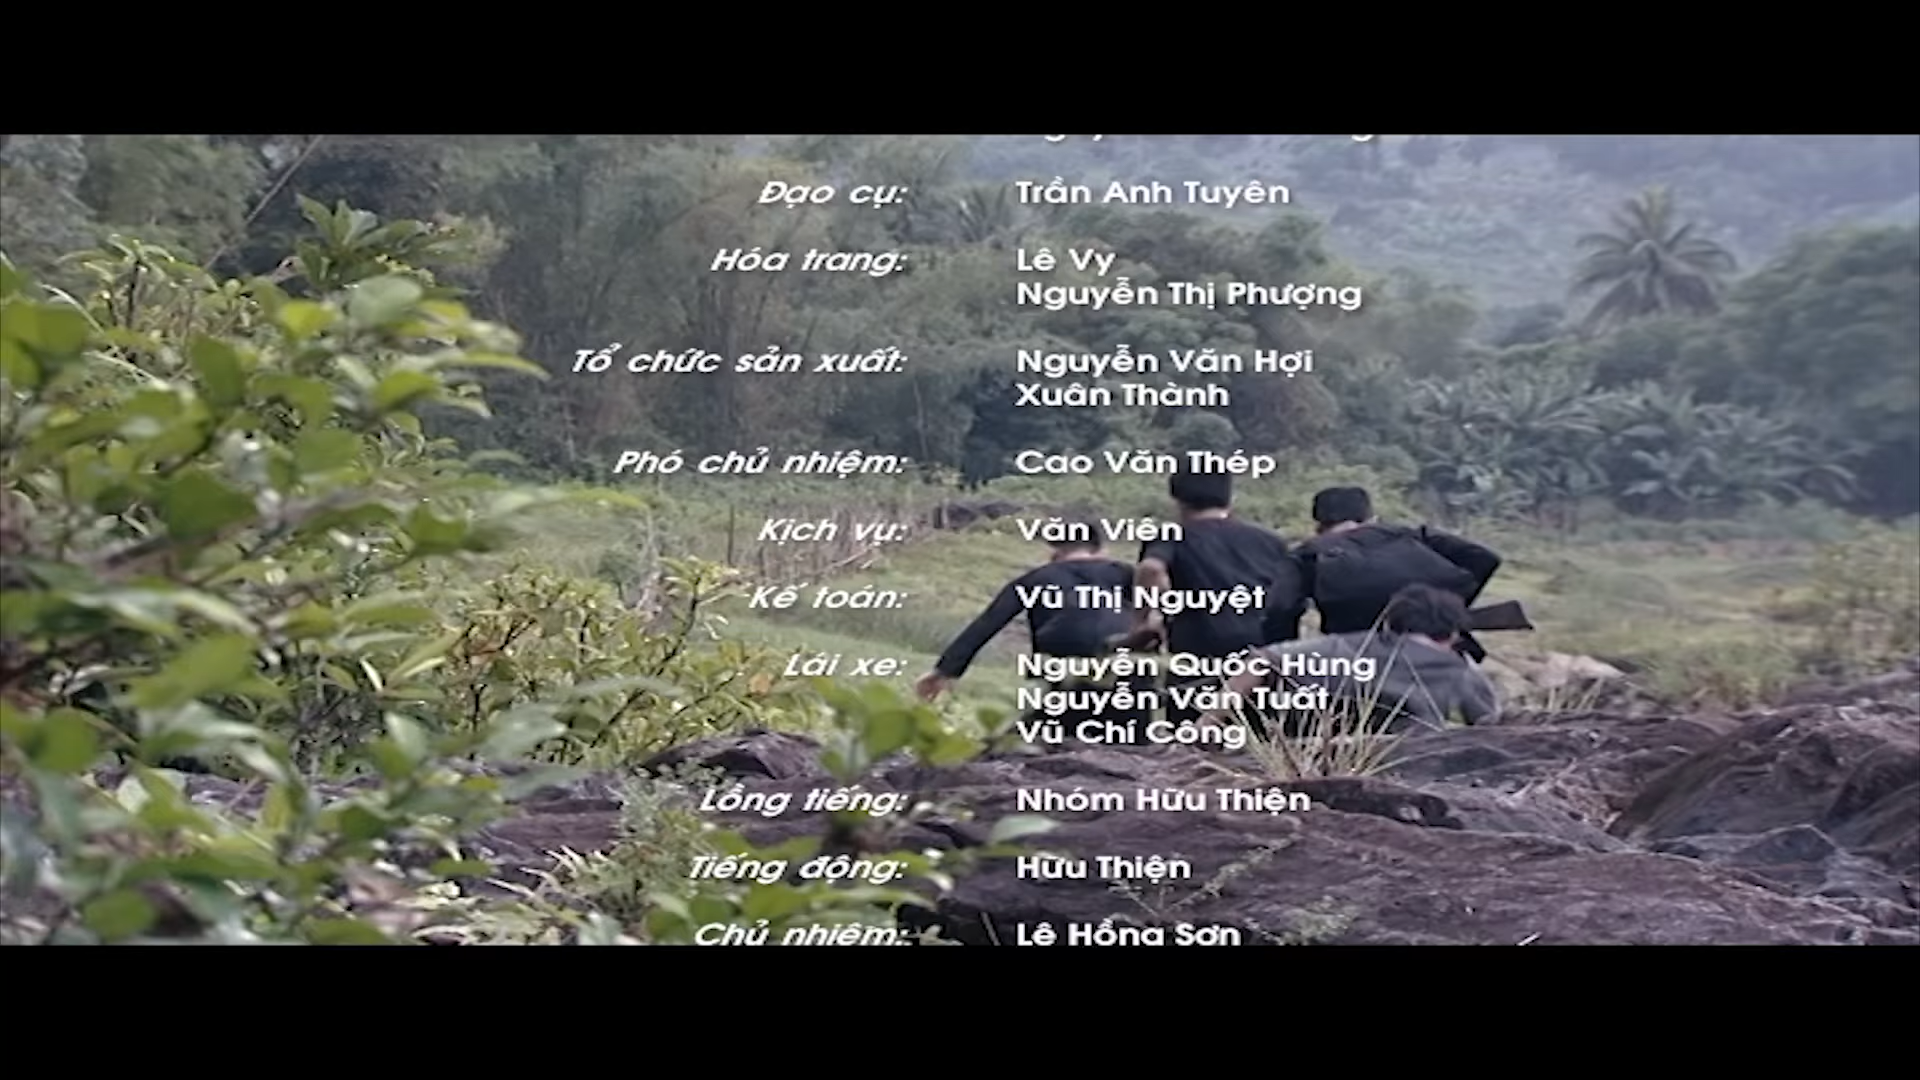 Đạo cụ: Trần Anh Tuyên
Hóa trang: Lê Vy
Nguyễn Thị Phượng
Tổ chức sản xuất: Nguyễn Văn Hợi
Xuân Thành
Phó chủ nhiệm: Cao Văn Thép
Kịch vụ: Văn Viên
Kế toán: Vũ Thị Nguyệt
Lái xe: Nguyễn Quốc Hùng
Nguyễn Văn Tuất
Vũ Chí Công
Lồng tiếng: Nhóm Hữu Thiện
Tiếng động: Hữu Thiện
Chủ nhiệm: Lê Hồng Sơn